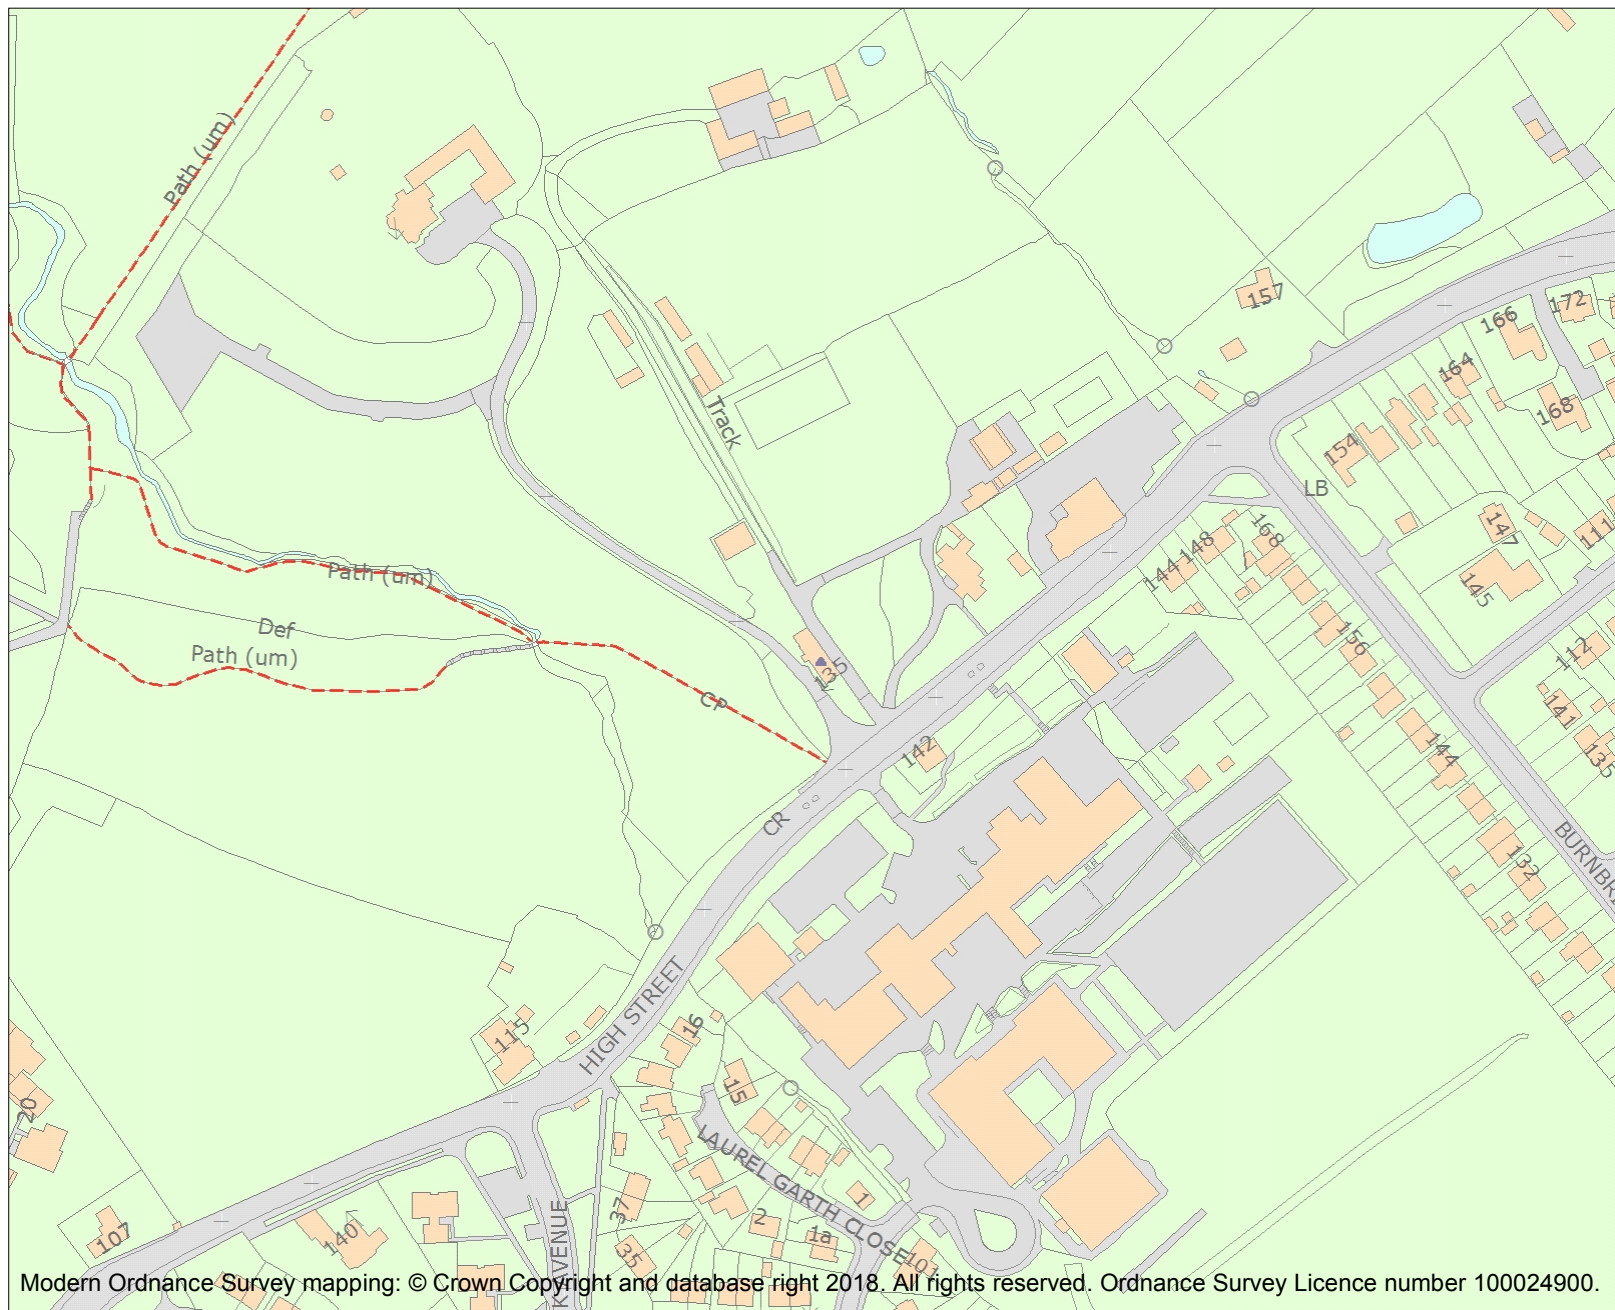 Path (um)
157
172
166
164
168
154
Track
LB
147
111
168
148
144
145
Path (um)
Def
Path (um)
156
112
135
CP
141
142
144
135
CR
132
BURNBRI
HIGH STREET
16
115
15
20
LAUREL GARTH CLOSE
1
37
2
1a
107
140
35
101
K AVENUE
Modern Ordnance Survey mapping: © Crown Copyright and database right 2018. All rights reserved. Ordnance Survey Licence number 100024900.